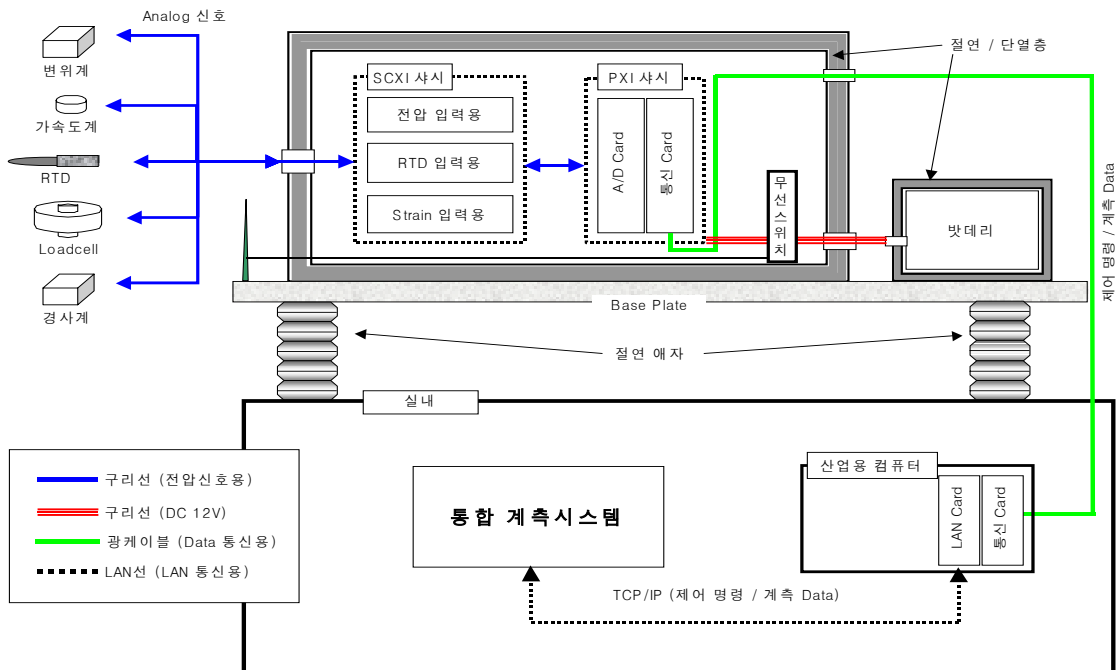 Analog 신호
변위계
가속도계
RTD
Loadcell
경사계
SCXI 샤시
전압 입력용
RTD 입력용
Strain 입력용
PXI 샤시
A/D Card
통신 Card
무선스위치
절연 / 단열층
밧데리
제어 명령 / 계측 Data
Base Plate
절연 애자
실내
구리선 (전압신호용)
구리선 (DC 12V)
광케이블 (Data 통신용)
LAN선 (LAN 통신용)
통합 계측시스템
산업용 컴퓨터
LAN Card
통신 Card
TCP/IP (제어 명령 / 계측 Data)